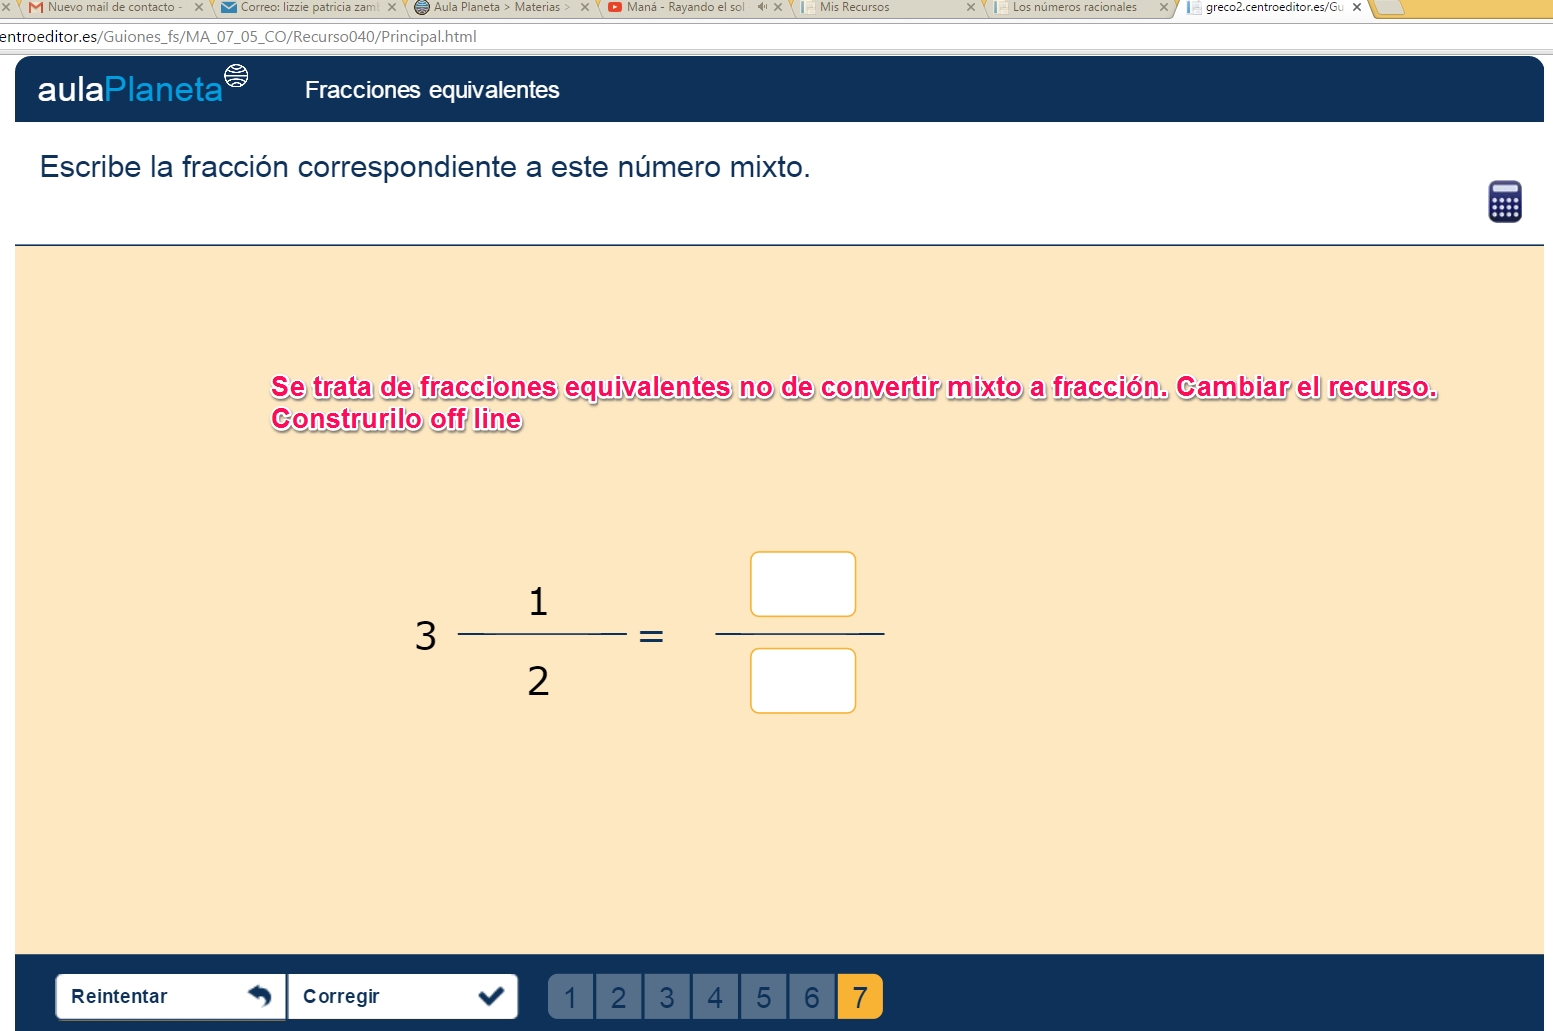 Nuevo mail de contacto -
Correo: lizzie patricia zam
Aula Planeta > Materias >
Maná - Rayando el sol
Mis Recursos
Los números racionales
greco2.centroeditor.es/Gu
entroeditor.es/Guiones_fs/MA_07_05_CO/Recurso040/Principal.html
aulaPlaneta
Fracciones equivalentes
Escribe la fracción correspondiente a este número mixto.
Se trata de fracciones equivalentes no de convertir mixto a fracción. Cambiar el recurso.
Construrilo off line
1
3 =
2
Reintentar
Corregir
1 2 3 4 5 6 7